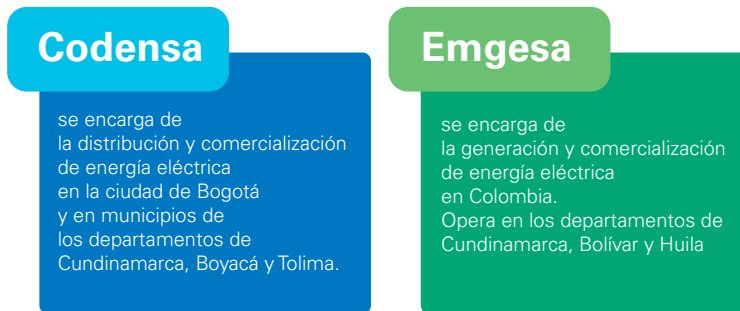 Codensa
se encarga de
la distribución y comercialización
de energía eléctrica
en la ciudad de Bogotá
y en municipios de
los departamentos de
Cundinamarca, Boyacá y Tolima.
Emgesa
se encarga de
la generación y comercialización
de energía eléctrica
en Colombia.
Opera en los departamentos de
Cundinamarca, Bolívar y Huila